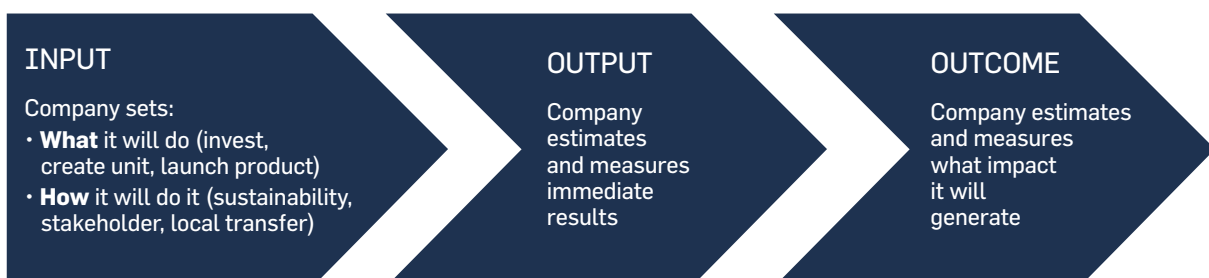 INPUT
Company sets:
• What it will do (invest,
create unit, launch product)
• How it will do it (sustainability,
stakeholder, local transfer)
OUTPUT
Company
estimates
and measures
immediate
results
OUTCOME
Company estimates
and measures
what impact
it will
generate